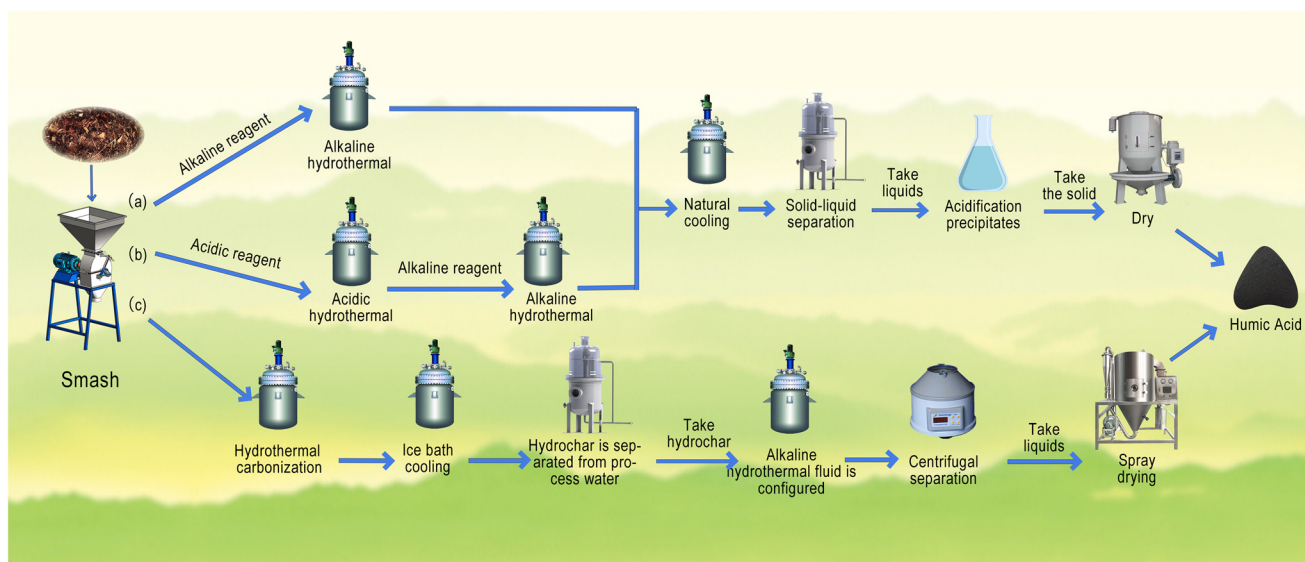 Alkaline reagent
Alkaline
hydrothermal
(a)
(b)
(c)
Smash
Acidic reagent
Acidic
hydrothermal
Alkaline reagent
Alkaline
hydrothermal
Natural
cooling
Solid-liquid
separation
Take
liquids
Acidification
precipitates
Take
the solid
Dry
Humic Acid
Hydrothermal
carbonization
Ice bath
cooling
Hydrochar is sep-
arated from pro-
cess water
Take
hydrochar
Alkaline
hydrothermal fluid is
configured
Centrifugal
separation
Take
liquids
Spray
drying